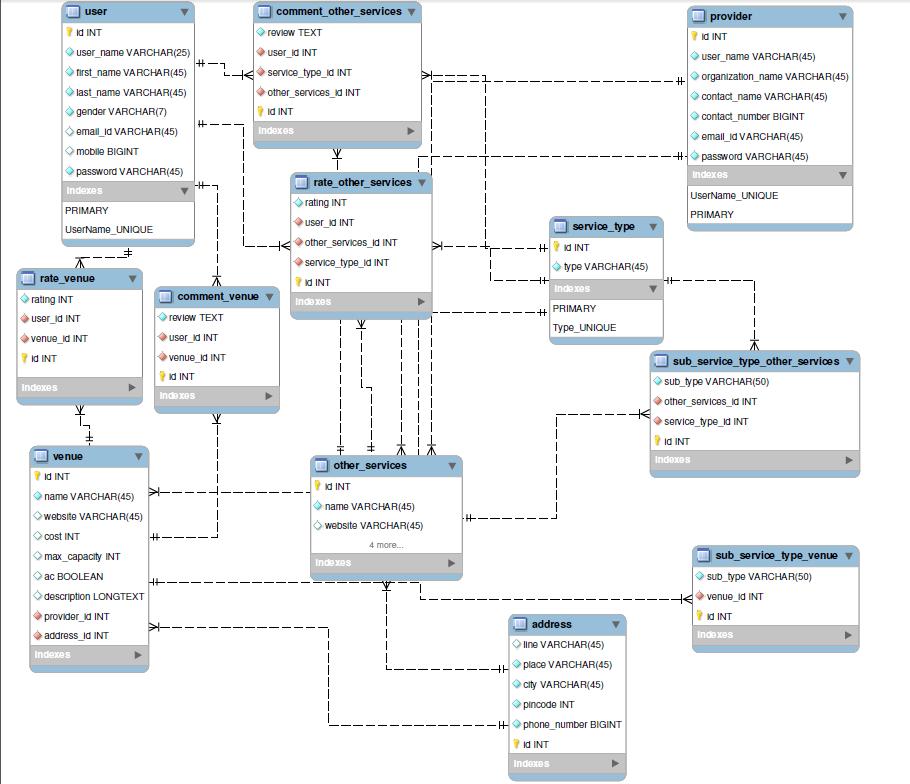 user
id INT
user_name VARCHAR(25)
first_name VARCHAR(45)
last_name VARCHAR(45)
gender VARCHAR(7)
email_id VARCHAR(45)
mobile BIGINT
password VARCHAR(45)
Indexes
PRIMARY
UserName_UNIQUE
comment_other_services
review TEXT
user_id INT
service_type_id INT
other_services_id INT
id INT
Indexes
provider
id INT
user_name VARCHAR(45)
organization_name VARCHAR(45)
contact_name VARCHAR(45)
contact_number BIGINT
email_id VARCHAR(45)
password VARCHAR(45)
Indexes
UserName_UNIQUE
PRIMARY
rate_other_services
rating INT
user_id INT
other_services_id INT
service_type_id INT
id INT
Indexes
service_type
id INT
type VARCHAR(45)
Indexes
PRIMARY
Type_UNIQUE
rate_venue
rating INT
user_id INT
venue_id INT
id INT
Indexes
comment_venue
review TEXT
user_id INT
venue_id INT
id INT
Indexes
sub_service_type_other_services
sub_type VARCHAR(50)
other_services_id INT
service_type_id INT
id INT
Indexes
venue
id INT
name VARCHAR(45)
website VARCHAR(45)
cost INT
max_capacity INT
ac BOOLEAN
description LONGTEXT
provider_id INT
address_id INT
Indexes
other_services
id INT
name VARCHAR(45)
website VARCHAR(45)
4 more...
Indexes
sub_service_type_venue
sub_type VARCHAR(50)
venue_id INT
id INT
Indexes
address
line VARCHAR(45)
place VARCHAR(45)
city VARCHAR(45)
pincode INT
phone_number BIGINT
id INT
Indexes